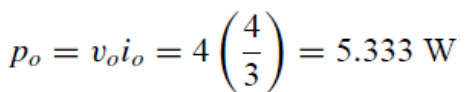 p_o = v_o i_o = 4 (4/3) = 5.333 W